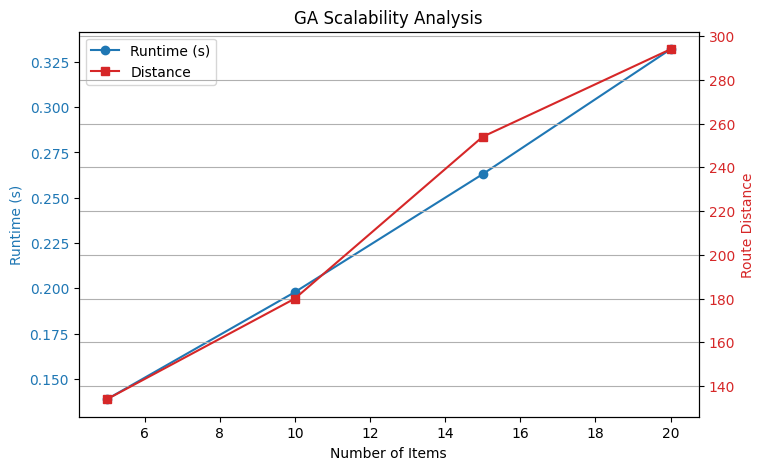 GA Scalability Analysis
Runtime (s)
Distance
0.325
0.300
0.275
0.250
0.225
0.200
0.175
0.150
Runtime (s)
300
280
260
240
220
200
180
160
140
Route Distance
6 8 10 12 14 16 18 20
Number of Items